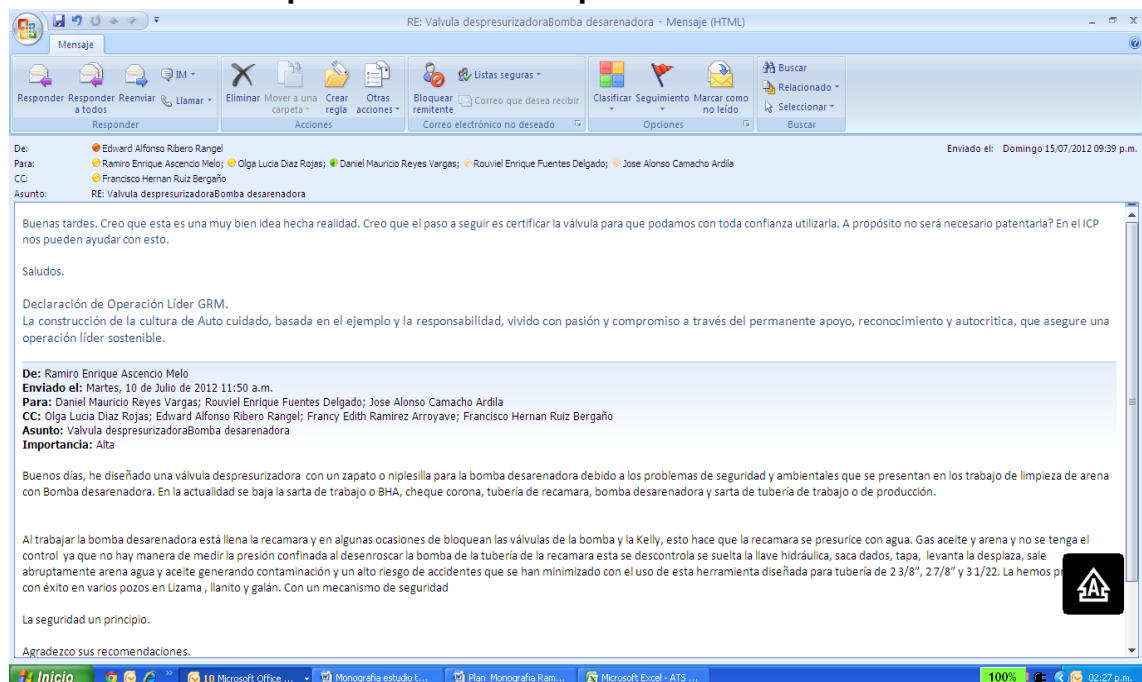 RE: Valvula despresurizadoraBomba desarenadora - Mensaje (HTML)
Mensaje
Responder Responder a todos Reenviar IM Llamar
Eliminar Mover a una carpeta Crear regla Otras acciones
Bloquear remitente Listas seguras Correo que desea recibir
Clasificar Seguimiento Marcar como no leído
Buscar Relacionado Seleccionar
Responder Acciones Correo electrónico no deseado Opciones Buscar
De: Edward Alfonso Ribero Rangel Enviado el: Domingo 15/07/2012 09:39 p.m.
Para: Ramiro Enrique Ascencio Melo; Olga Lucia Diaz Rojas; Daniel Mauricio Reyes Vargas; Rouviel Enrique Fuentes Delgado; Jose Alonso Camacho Ardila
CC: Francisco Hernan Ruiz Bergaño
Asunto: RE: Valvula despresurizadoraBomba desarenadora
Buenas tardes. Creo que esta es una muy bien idea hecha realidad. Creo que el paso a seguir es certificar la válvula para que podamos con toda confianza utilizarla. A propósito no será necesario patentarla? En el ICP
nos pueden ayudar con esto.
Saludos.
Declaración de Operación Líder GRM.
La construcción de la cultura de Auto cuidado, basada en el ejemplo y la responsabilidad, vivido con pasión y compromiso a través del permanente apoyo, reconocimiento y autocritica, que asegure una
operación líder sostenible.
De: Ramiro Enrique Ascencio Melo
Enviado el: Martes, 10 de Julio de 2012 11:50 a.m.
Para: Daniel Mauricio Reyes Vargas; Rouviel Enrique Fuentes Delgado; Jose Alonso Camacho Ardila
CC: Olga Lucia Diaz Rojas; Edward Alfonso Ribero Rangel; Francy Edith Ramirez Arroyave; Francisco Hernan Ruiz Bergaño
Asunto: Valvula despresurizadoraBomba desarenadora
Importancia: Alta
Buenos días, he diseñado una válvula despresurizadora con un zapato o niplesilla para la bomba desarenadora debido a los problemas de seguridad y ambientales que se presentan en los trabajo de limpieza de arena
con Bomba desarenadora. En la actualidad se baja la sarta de trabajo o BHA, cheque corona, tubería de recamara, bomba desarenadora y sarta de tubería de trabajo o de producción.
Al trabajar la bomba desarenadora está llena la recamara y en algunas ocasiones de bloquean las válvulas de la bomba y la Kelly, esto hace que la recamara se presurice con agua. Gas aceite y arena y no se tenga el
control ya que no hay manera de medir la presión confinada al desenroscar la bomba de la tubería de la recamara esta se descontrola se suelta la llave hidráulica, saca dados, tapa, levanta la desplaza, sale
abruptamente arena agua y aceite generando contaminación y un alto riesgo de accidentes que se han minimizado con el uso de esta herramienta diseñada para tubería de 2 3/8", 2 7/8" y 3 1/22. La hemos
con éxito en varios pozos en Lizama , llanito y galán. Con un mecanismo de seguridad
La seguridad un principio.
Agradezco sus recomendaciones.
Inicio 10 Microsoft Office ... Monografia estudio t... Plan Monografia Ram... Microsoft Excel - ATS ... 100% 02:27 p.m.